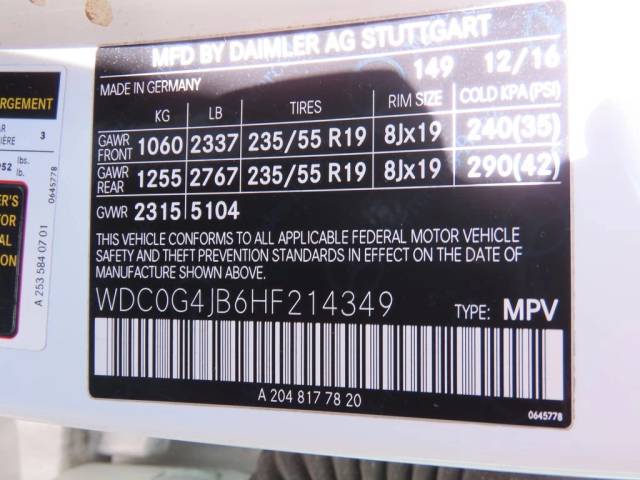 MFD BY DAIMLER AG STUTTGART
149 12/16
MADE IN GERMANY
KG LB TIRES RIM SIZE COLD KPA(PSI)
GAWR FRONT 1060 2337 235/55 R19 8Jx19 240(35)
GAWR REAR 1255 2767 235/55 R19 8Jx19 290(42)
GVWR 2315 5104
THIS VEHICLE CONFORMS TO ALL APPLICABLE FEDERAL MOTOR VEHICLE
SAFETY AND THEFT PREVENTION STANDARDS IN EFFECT ON THE DATE OF
MANUFACTURE SHOWN ABOVE.
WDC0G4JB6HF214349 TYPE: MPV
A 204 817 78 20
0645778
3
lbs.
lb.
0645778
A 253 584 07 01